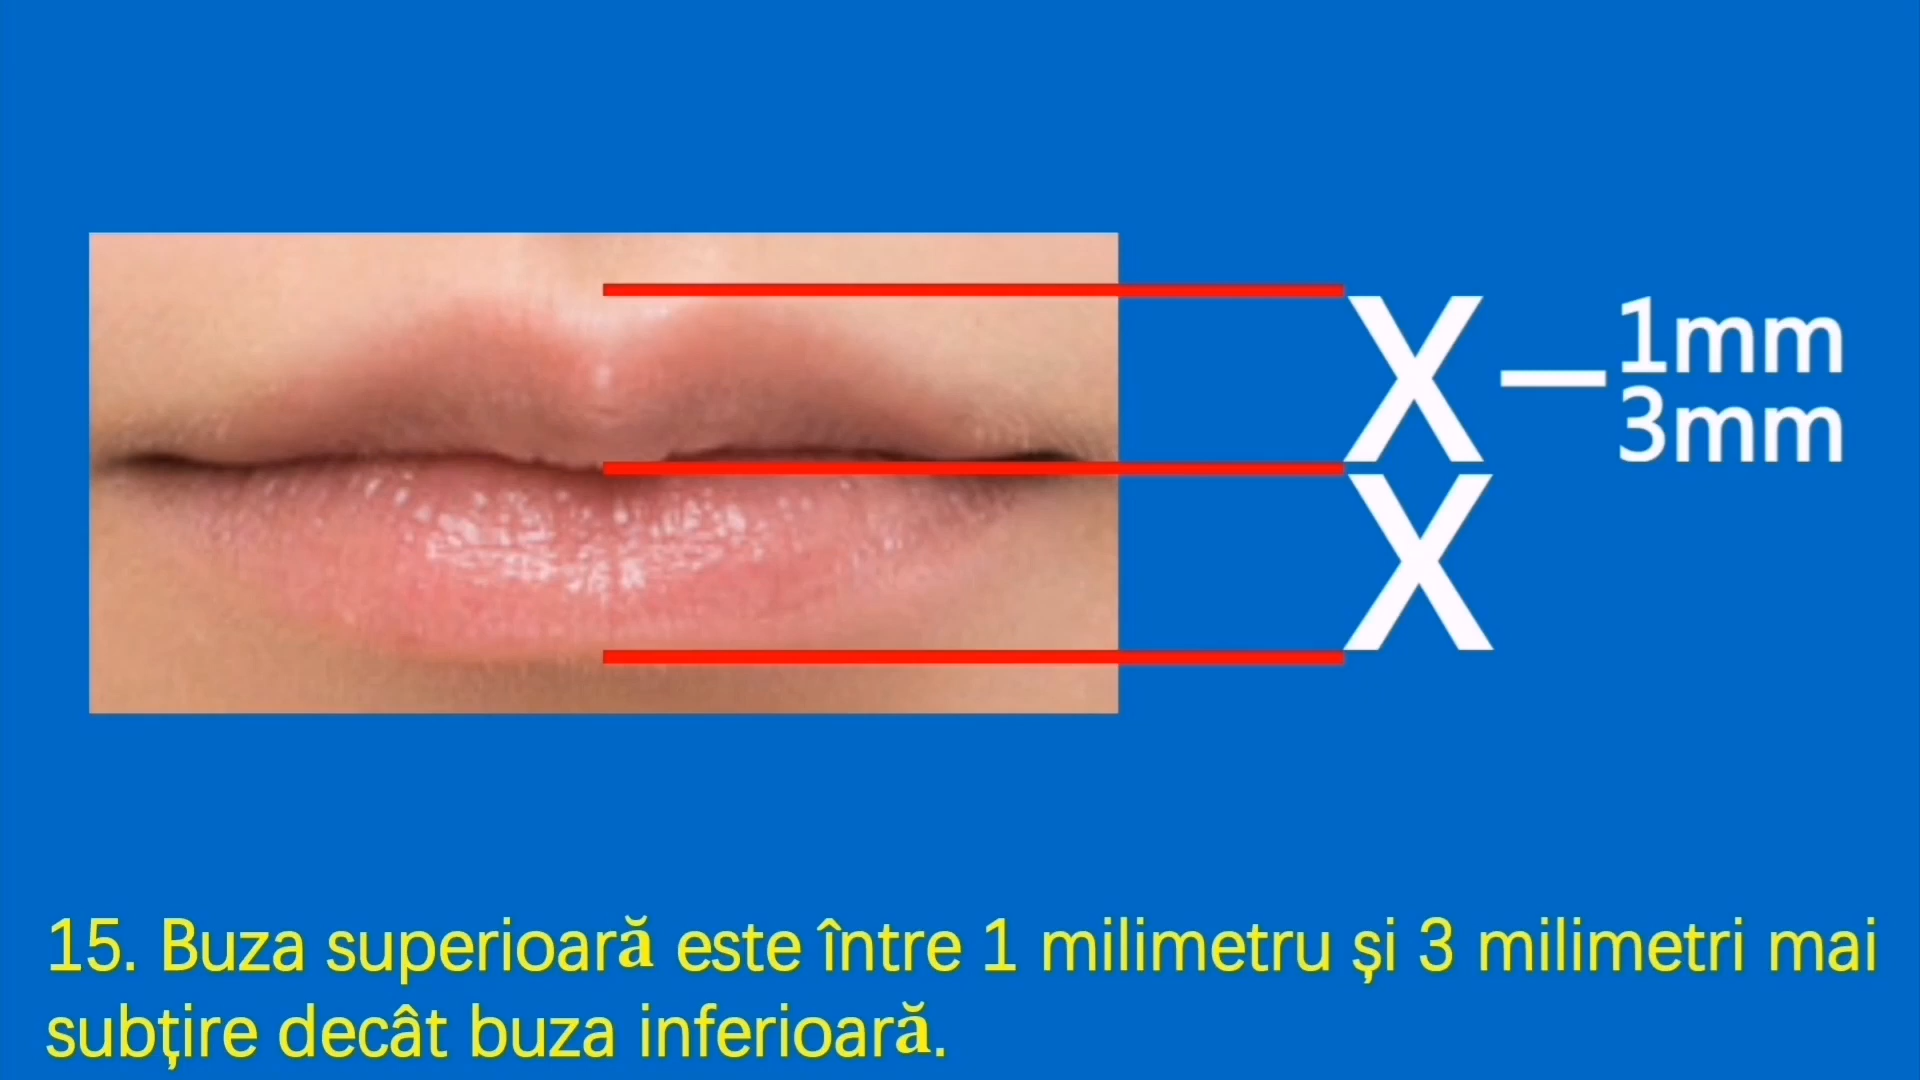 X
—
1mm
3mm
X
15. Buza superioară este între 1 milimetru și 3 milimetri mai
subțire decât buza inferioară.